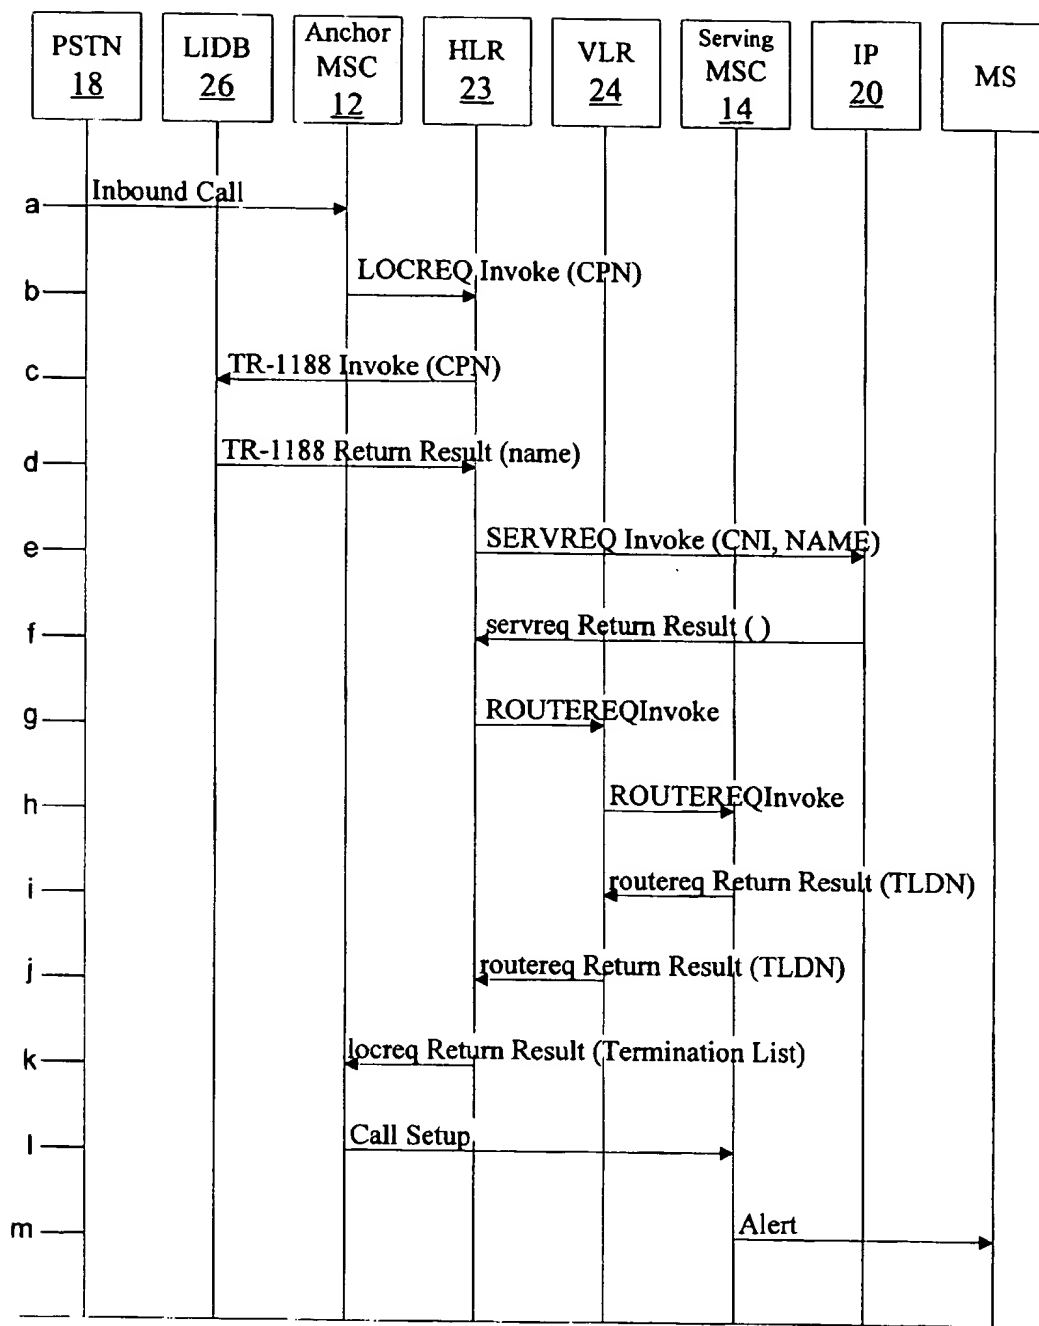 PSTN
18
LIDB
26
Anchor
MSC
12
HLR
23
VLR
24
Serving
MSC
14
IP
20
MS
a
Inbound Call
b
LOCREQ Invoke (CPN)
c
TR-1188 Invoke (CPN)
d
TR-1188 Return Result (name)
e
SERVREQ Invoke (CNI, NAME)
f
servreq Return Result ( )
g
ROUTEREQInvoke
h
ROUTEREQInvoke
i
routereq Return Result (TLDN)
j
routereq Return Result (TLDN)
k
locreq Return Result (Termination List)
l
Call Setup
m
Alert